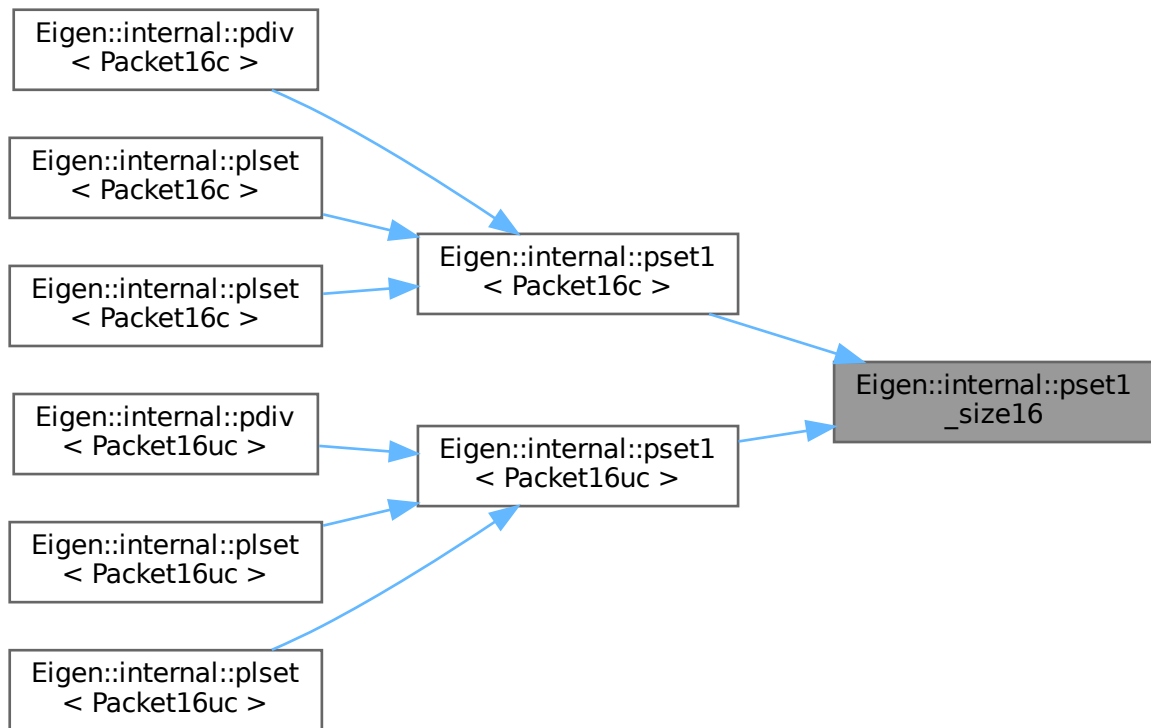 Eigen::internal::pdiv
< Packet16c >
Eigen::internal::plset
< Packet16c >
Eigen::internal::plset
< Packet16c >
Eigen::internal::pdiv
< Packet16uc >
Eigen::internal::plset
< Packet16uc >
Eigen::internal::plset
< Packet16uc >
Eigen::internal::pset1
< Packet16c >
Eigen::internal::pset1
< Packet16uc >
Eigen::internal::pset1
_size16